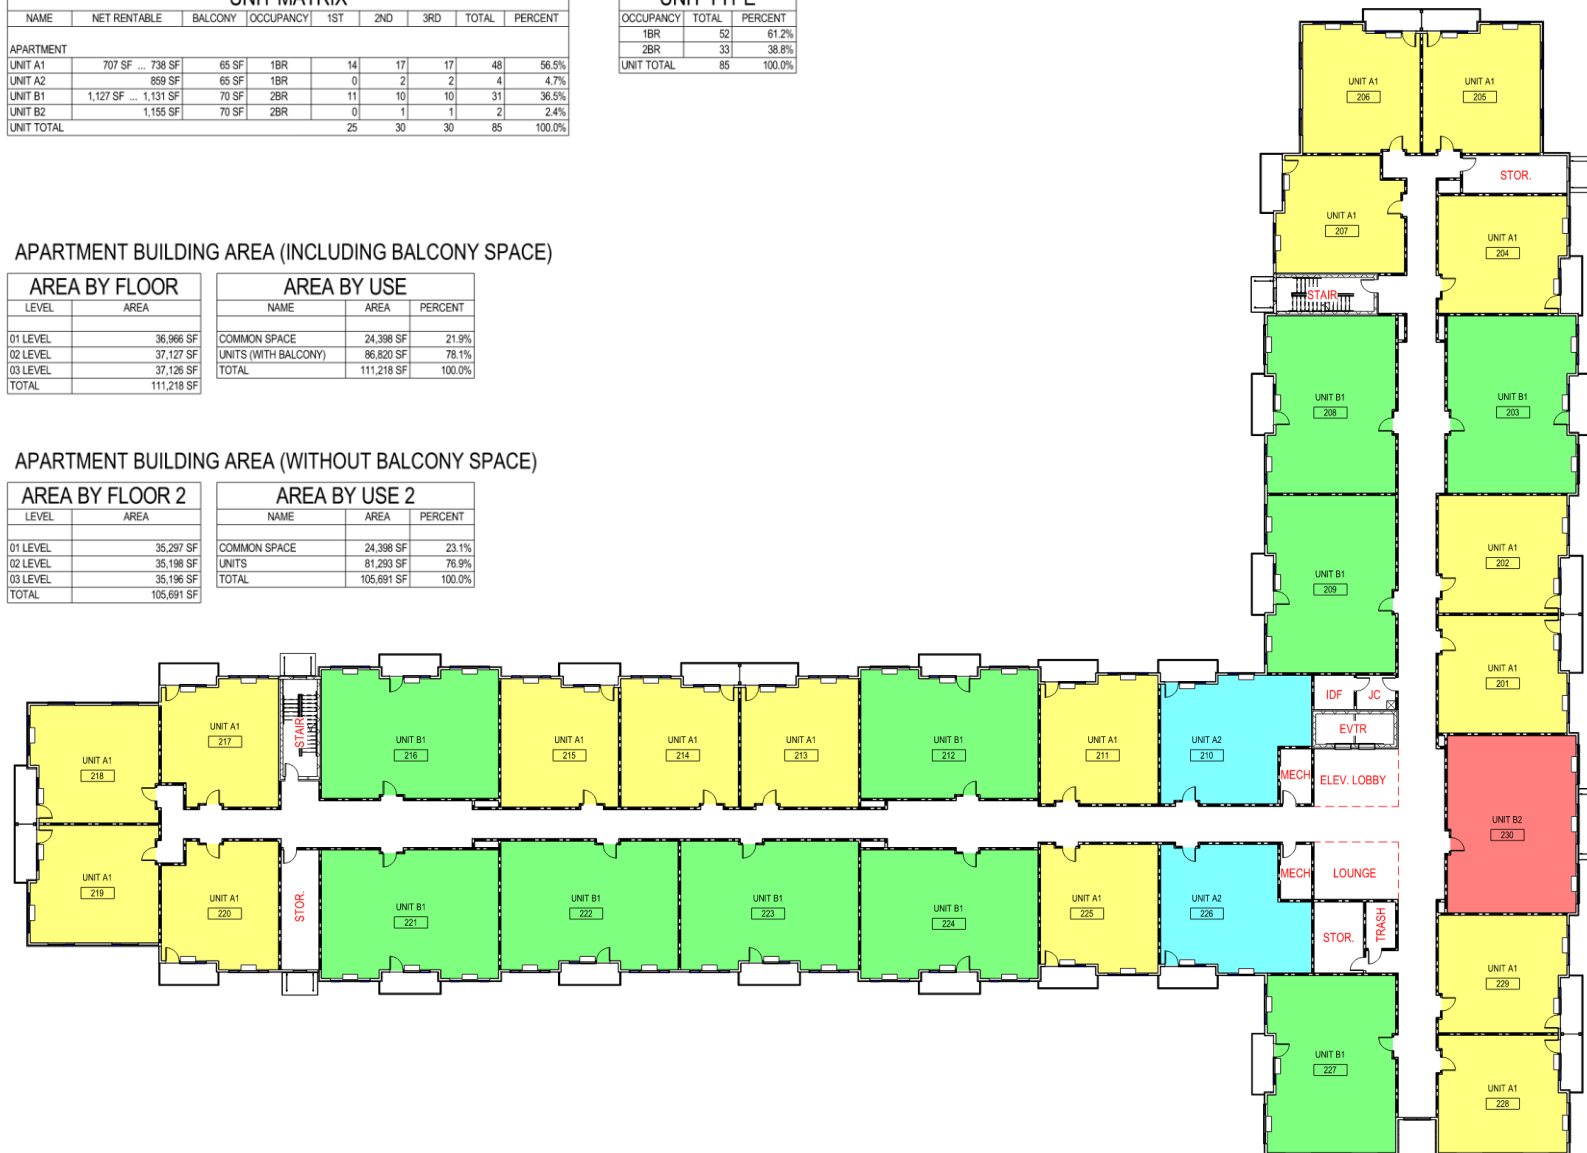 UNIT MATRIX
NAME NET RENTABLE BALCONY OCCUPANCY 1ST 2ND 3RD TOTAL PERCENT
APARTMENT
UNIT A1 707 SF ... 738 SF 65 SF 1BR 14 17 17 48 56.5%
UNIT A2 859 SF 65 SF 1BR 0 2 2 4 4.7%
UNIT B1 1,127 SF ... 1,131 SF 70 SF 2BR 11 10 10 31 36.5%
UNIT B2 1,155 SF 70 SF 2BR 0 1 1 2 2.4%
UNIT TOTAL 25 30 30 85 100.0%
UNIT TYPE
OCCUPANCY TOTAL PERCENT
1BR 52 61.2%
2BR 33 38.8%
UNIT TOTAL 85 100.0%
APARTMENT BUILDING AREA (INCLUDING BALCONY SPACE)
AREA BY FLOOR
LEVEL AREA
01 LEVEL 36,966 SF
02 LEVEL 37,127 SF
03 LEVEL 37,126 SF
TOTAL 111,218 SF
AREA BY USE
NAME AREA PERCENT
COMMON SPACE 24,398 SF 21.9%
UNITS (WITH BALCONY) 86,820 SF 78.1%
TOTAL 111,218 SF 100.0%
APARTMENT BUILDING AREA (WITHOUT BALCONY SPACE)
AREA BY FLOOR 2
LEVEL AREA
01 LEVEL 35,297 SF
02 LEVEL 35,198 SF
03 LEVEL 35,196 SF
TOTAL 105,691 SF
AREA BY USE 2
NAME AREA PERCENT
COMMON SPACE 24,398 SF 23.1%
UNITS 81,293 SF 76.9%
TOTAL 105,691 SF 100.0%
UNIT A1
206
UNIT A1
205
STOR.
UNIT A1
207
UNIT A1
204
STAIR
UNIT B1
208
UNIT B1
203
UNIT A1
202
UNIT B1
209
UNIT A1
201
IDF
JC
EVTR
ELEV. LOBBY
MECH
UNIT A2
210
UNIT A1
211
UNIT B1
212
UNIT A1
213
UNIT A1
214
UNIT A1
215
UNIT B1
216
STAIR
UNIT A1
217
UNIT A1
218
UNIT A1
219
UNIT A1
220
STOR.
UNIT B1
221
UNIT B1
222
UNIT B1
223
UNIT B1
224
UNIT A1
225
UNIT A2
226
MECH
LOUNGE
STOR.
TRASH
UNIT B2
230
UNIT A1
229
UNIT B1
227
UNIT A1
228